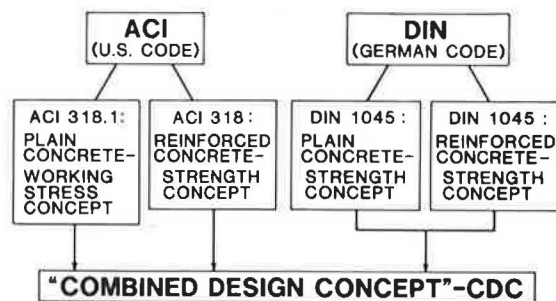 ACI
(U.S. CODE)
DIN
(GERMAN CODE)
ACI 318.1:
PLAIN
CONCRETE–
WORKING
STRESS
CONCEPT
ACI 318:
REINFORCED
CONCRETE–
STRENGTH
CONCEPT
DIN 1045:
PLAIN
CONCRETE–
STRENGTH
CONCEPT
DIN 1045:
REINFORCED
CONCRETE–
STRENGTH
CONCEPT
"COMBINED DESIGN CONCEPT"-CDC